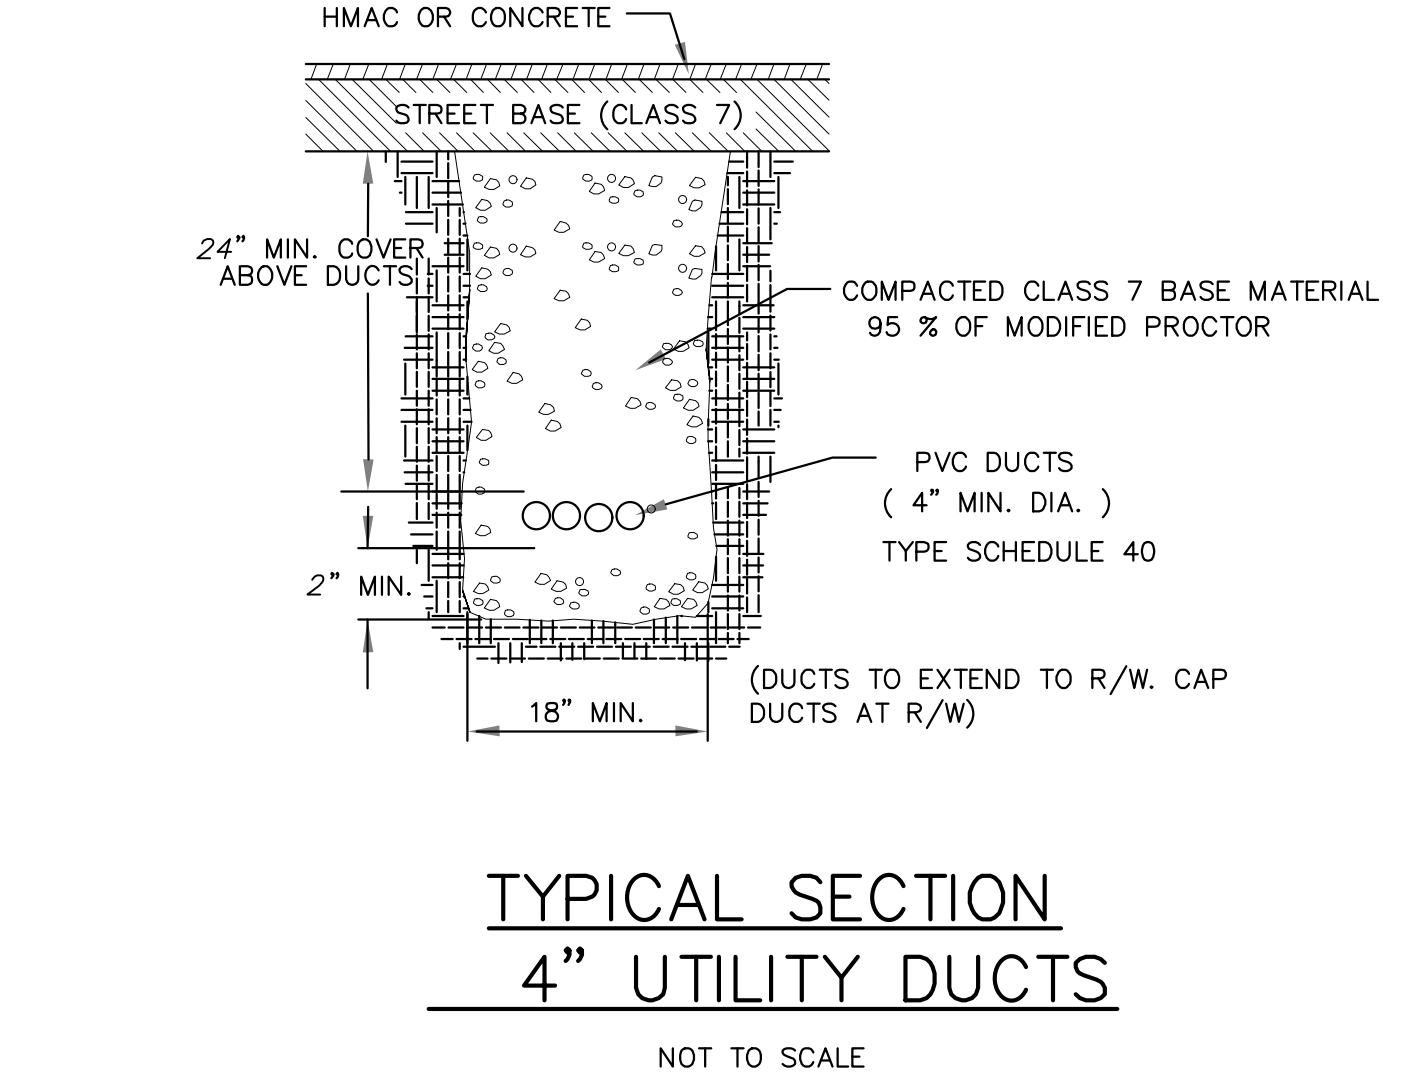 HMAC OR CONCRETE
STREET BASE (CLASS 7)
24" MIN. COVER
ABOVE DUCTS
COMPACTED CLASS 7 BASE MATERIAL
95 % OF MODIFIED PROCTOR
PVC DUCTS
( 4" MIN. DIA. )
TYPE SCHEDULE 40
2" MIN.
(DUCTS TO EXTEND TO R/W. CAP
DUCTS AT R/W)
18" MIN.
TYPICAL SECTION
4" UTILITY DUCTS
NOT TO SCALE